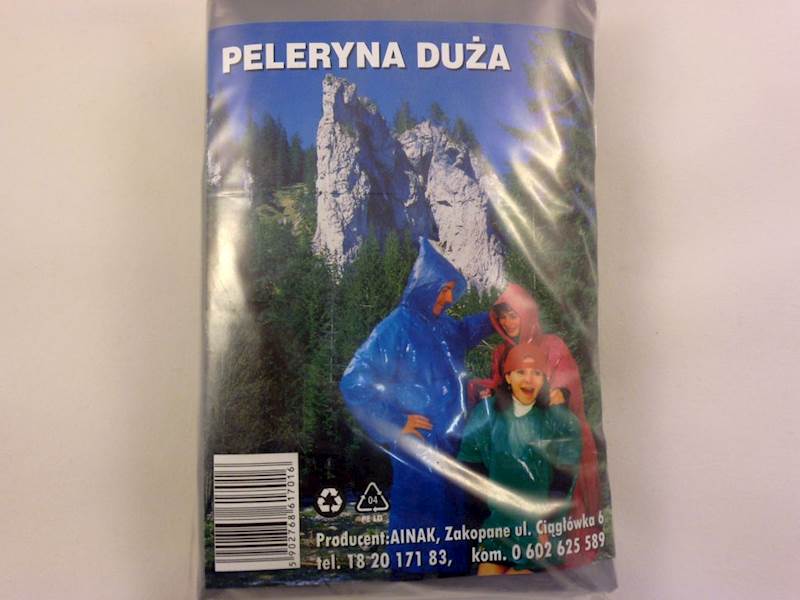 PELERYNA DUŻA
5902768617016
04
PE LD
Producent:AINAK, Zakopane ul. Ciągłówka 6
tel. 18 20 171 83, kom. 0 602 625 589